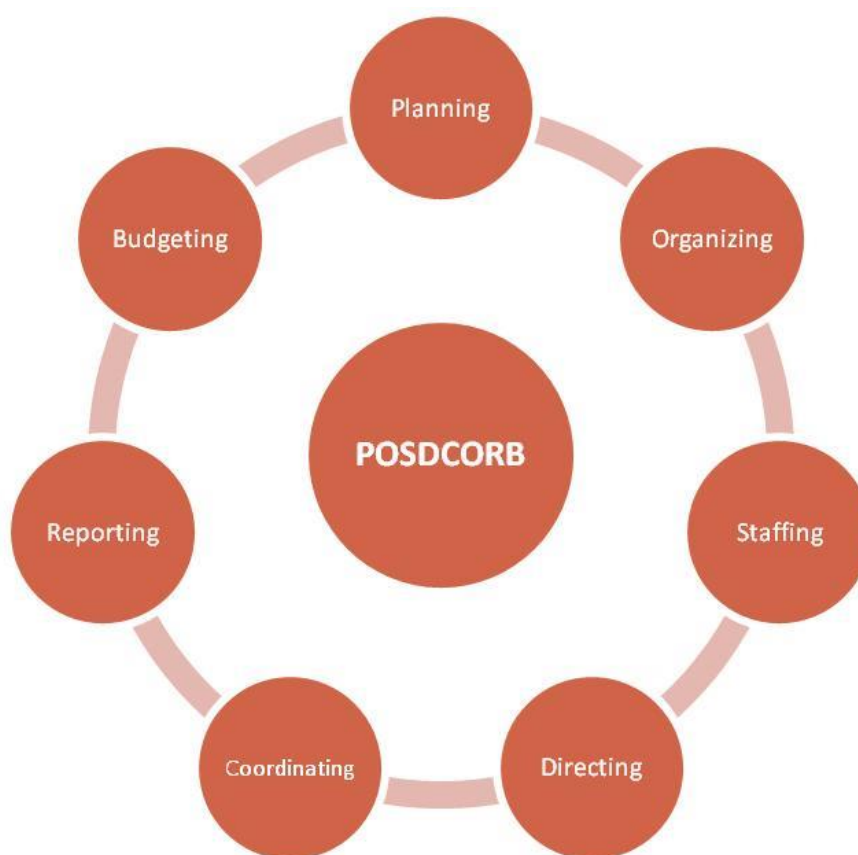 Planning
Organizing
Staffing
Directing
Coordinating
Reporting
Budgeting
POSDCORB